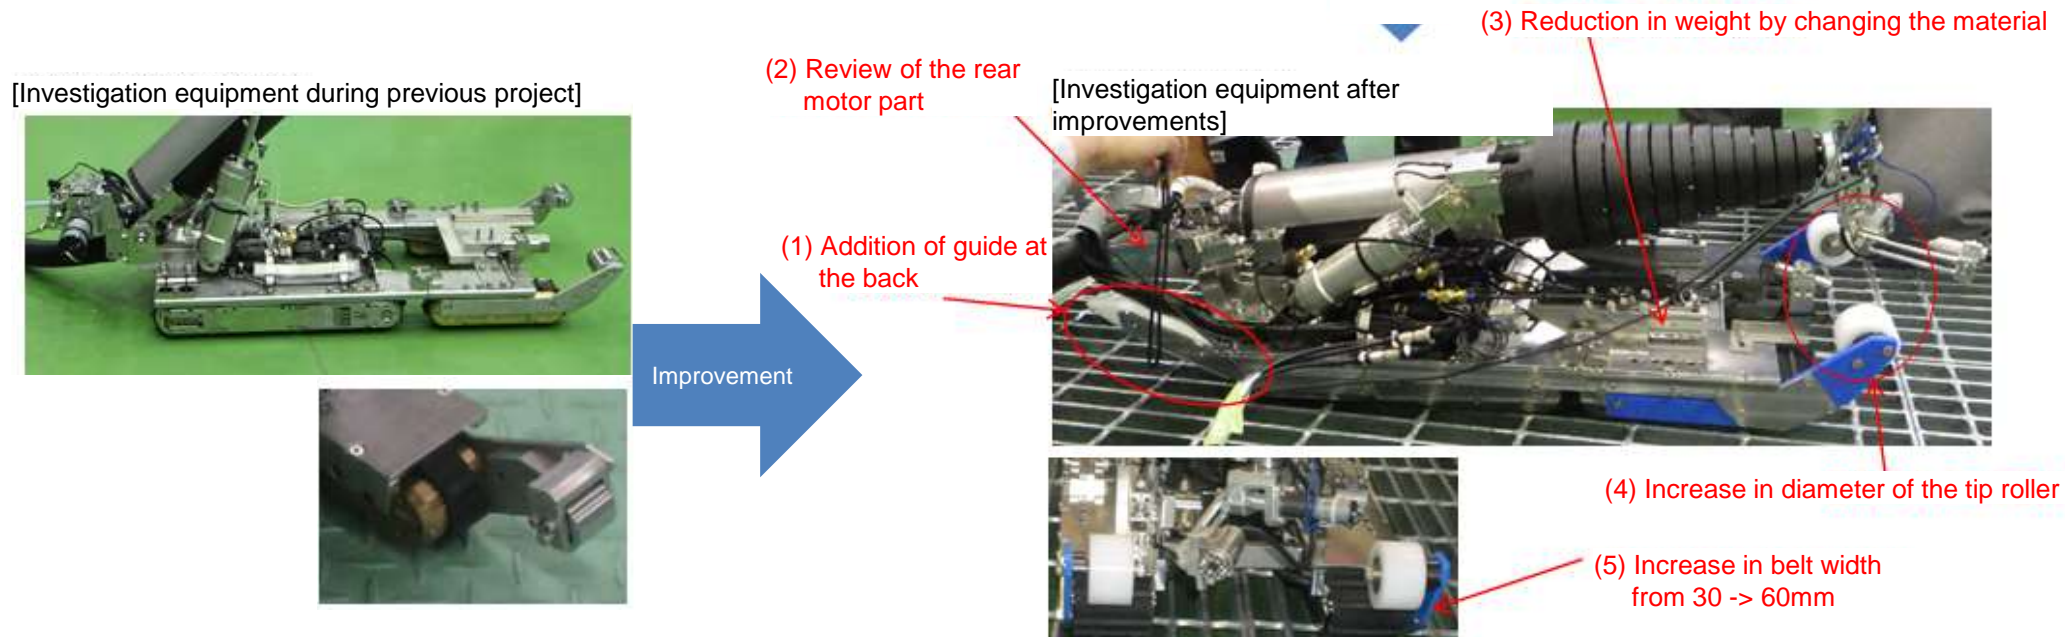 (3) Reduction in weight by changing the material
(2) Review of the rear
motor part
[Investigation equipment during previous project]
[Investigation equipment after
improvements]
(1) Addition of guide at
the back
Improvement
(4) Increase in diameter of the tip roller
(5) Increase in belt width
from 30 -> 60mm